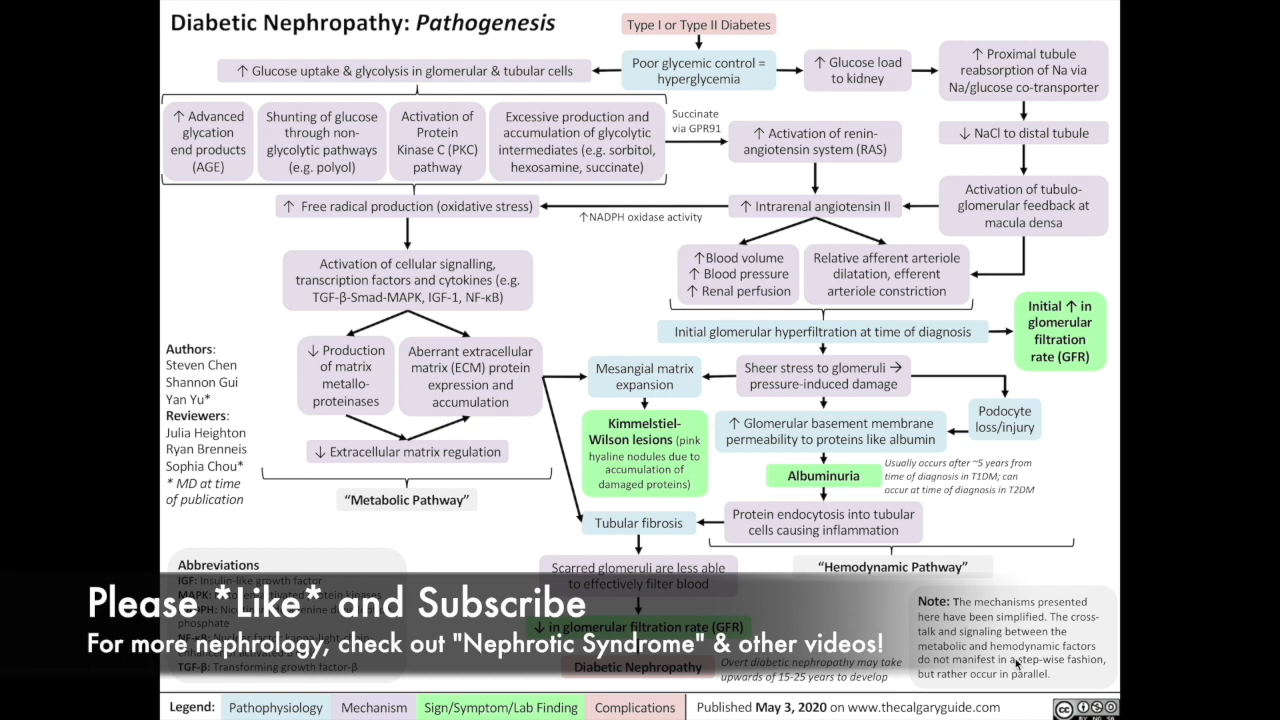 Diabetic Nephropathy: Pathogenesis
Type I or Type II Diabetes
Poor glycemic control =
hyperglycemia
↑ Glucose uptake & glycolysis in glomerular & tubular cells
↑ Glucose load
to kidney
↑ Proximal tubule
reabsorption of Na via
Na/glucose co-transporter
↑ Advanced
glycation
end products
(AGE)
Shunting of glucose
through non-
glycolytic pathways
(e.g. polyol)
Activation of
Protein
Kinase C (PKC)
pathway
Excessive production and
accumulation of glycolytic
intermediates (e.g. sorbitol,
hexosamine, succinate)
Succinate
via GPR91
↑ Activation of renin-
angiotensin system (RAS)
↓ NaCl to distal tubule
↑ Free radical production (oxidative stress)
↑NADPH oxidase activity
↑ Intrarenal angiotensin II
Activation of tubulo-
glomerular feedback at
macula densa
Activation of cellular signalling,
transcription factors and cytokines (e.g.
TGF-β-Smad-MAPK, IGF-1, NF-κB)
↑Blood volume
↑ Blood pressure
↑ Renal perfusion
Relative afferent arteriole
dilatation, efferent
arteriole constriction
Initial glomerular hyperfiltration at time of diagnosis
Initial ↑ in
glomerular
filtration
rate (GFR)
Authors:
Steven Chen
Shannon Gui
Yan Yu*
Reviewers:
Julia Heighton
Ryan Brenneis
Sophia Chou*
* MD at time
of publication
↓ Production
of matrix
metallo-
proteinases
Aberrant extracellular
matrix (ECM) protein
expression and
accumulation
↓ Extracellular matrix regulation
“Metabolic Pathway”
Mesangial matrix
expansion
Sheer stress to glomeruli →
pressure-induced damage
Kimmelstiel-
Wilson lesions (pink
hyaline nodules due to
accumulation of
damaged proteins)
↑ Glomerular basement membrane
permeability to proteins like albumin
Podocyte
loss/injury
Albuminuria
Usually occurs after ~5 years from
time of diagnosis in T1DM; can
occur at time of diagnosis in T2DM
Tubular fibrosis
Protein endocytosis into tubular
cells causing inflammation
“Hemodynamic Pathway”
Scarred glomeruli are less able
to effectively filter blood
↓ in glomerular filtration rate (GFR)
Diabetic Nephropathy
Overt diabetic nephropathy may take
upwards of 15-25 years to develop
Abbreviations
IGF: Insulin-like growth factor
phosphate
TGF-β: Transforming growth factor-β
Please *Like* and Subscribe
For more nephrology, check out "Nephrotic Syndrome" & other videos!
Note: The mechanisms presented
here have been simplified. The cross-
talk and signaling between the
metabolic and hemodynamic factors
do not manifest in a step-wise fashion,
but rather occur in parallel.
Legend:
Pathophysiology
Mechanism
Sign/Symptom/Lab Finding
Complications
Published May 3, 2020 on www.thecalgaryguide.com